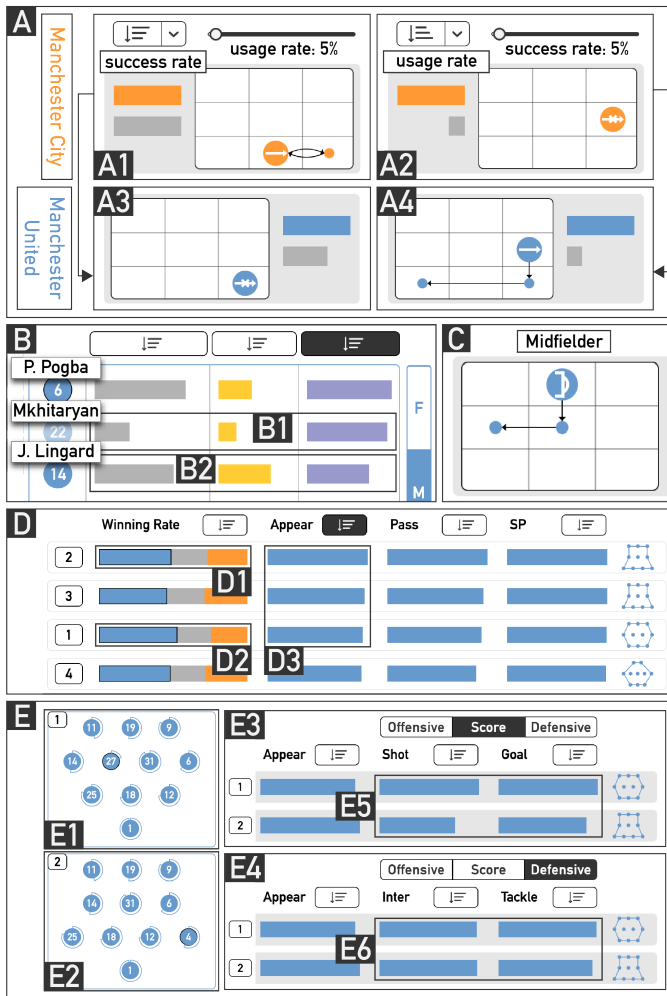 A
Manchester City
usage rate: 5%
success rate
A1
success rate: 5%
usage rate
A2
Manchester
United
A3
A4
B
P. Pogba
6
Mkhitaryan
22
B1
J. Lingard
14
B2
F
M
C
Midfielder
D
Winning Rate
Appear
Pass
SP
2
D1
3
1
D2
D3
4
E
1
11 19 9
14 27 31 6
25 18 12
1
E1
2
11 19 9
14 31 6
25 18 12 4
1
E2
E3
Offensive Score Defensive
Appear Shot Goal
1
E5
2
E4
Offensive Score Defensive
Appear Inter Tackle
1
E6
2